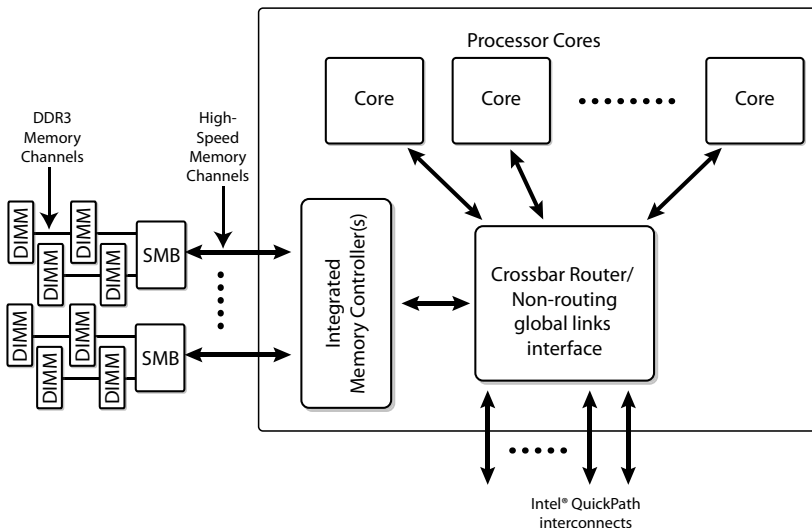 Processor Cores
Core
Core
Core
DDR3
Memory
Channels
High-
Speed
Memory
Channels
DIMM
DIMM
DIMM
DIMM
SMB
DIMM
DIMM
DIMM
DIMM
SMB
Integrated
Memory Controller(s)
Crossbar Router/
Non-routing
global links
interface
Intel® QuickPath
interconnects